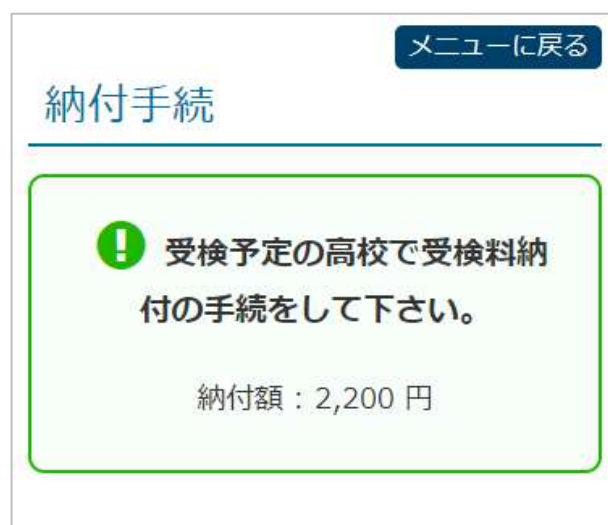 メニューに戻る
納付手続
受検予定の高校で受検料納
付の手続をして下さい。
納付額：2,200 円